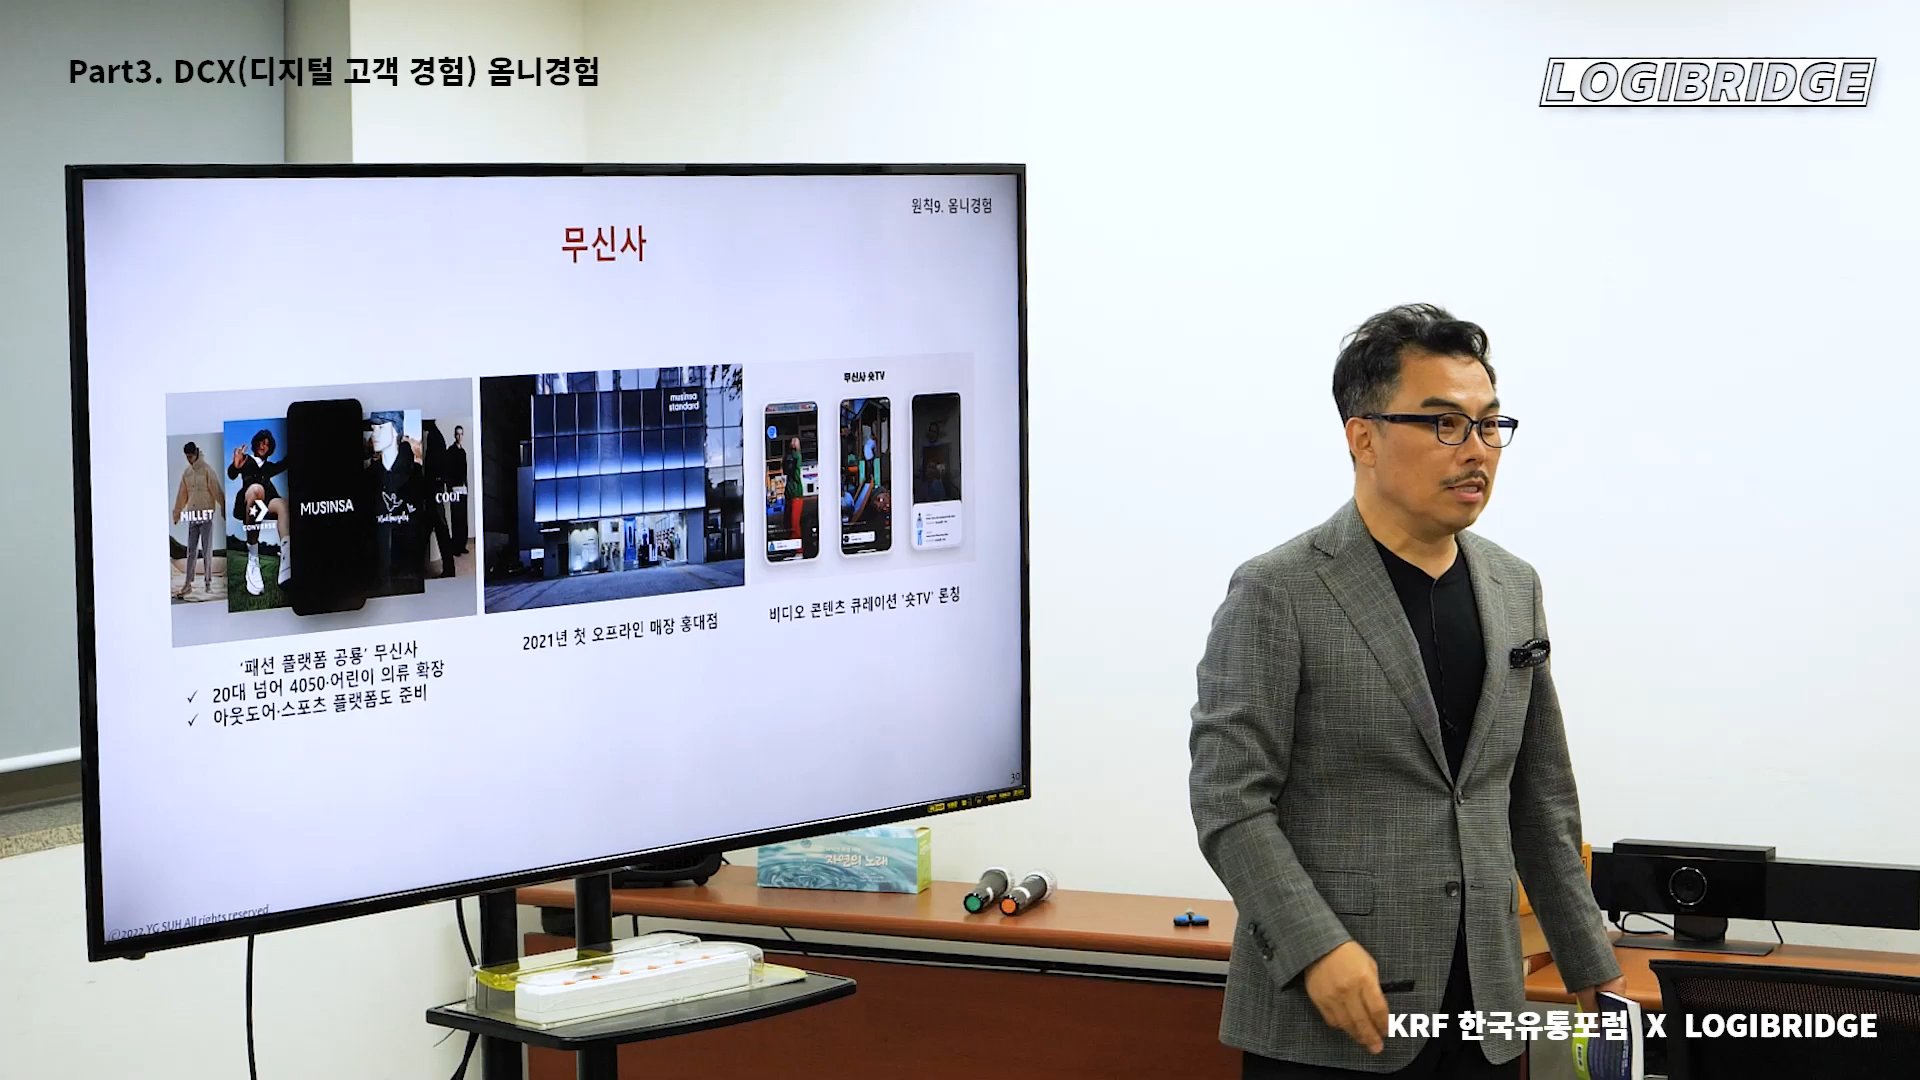 Part3. DCX(디지털 고객 경험) 옴니경험
LOGIBRIDGE
원칙9. 옴니경험
무신사
MILLET
CONVERSE
MUSINSA
musinsa
standard
무신사 숏TV
'패션 플랫폼 공룡' 무신사
✓ 20대 넘어 4050·어린이 의류 확장
✓ 아웃도어·스포츠 플랫폼도 준비
2021년 첫 오프라인 매장 홍대점
비디오 콘텐츠 큐레이션 '숏TV' 론칭
30
©2022.YG SUH All rights reserved
자연의 노래
KRF 한국유통포럼 X LOGIBRIDGE